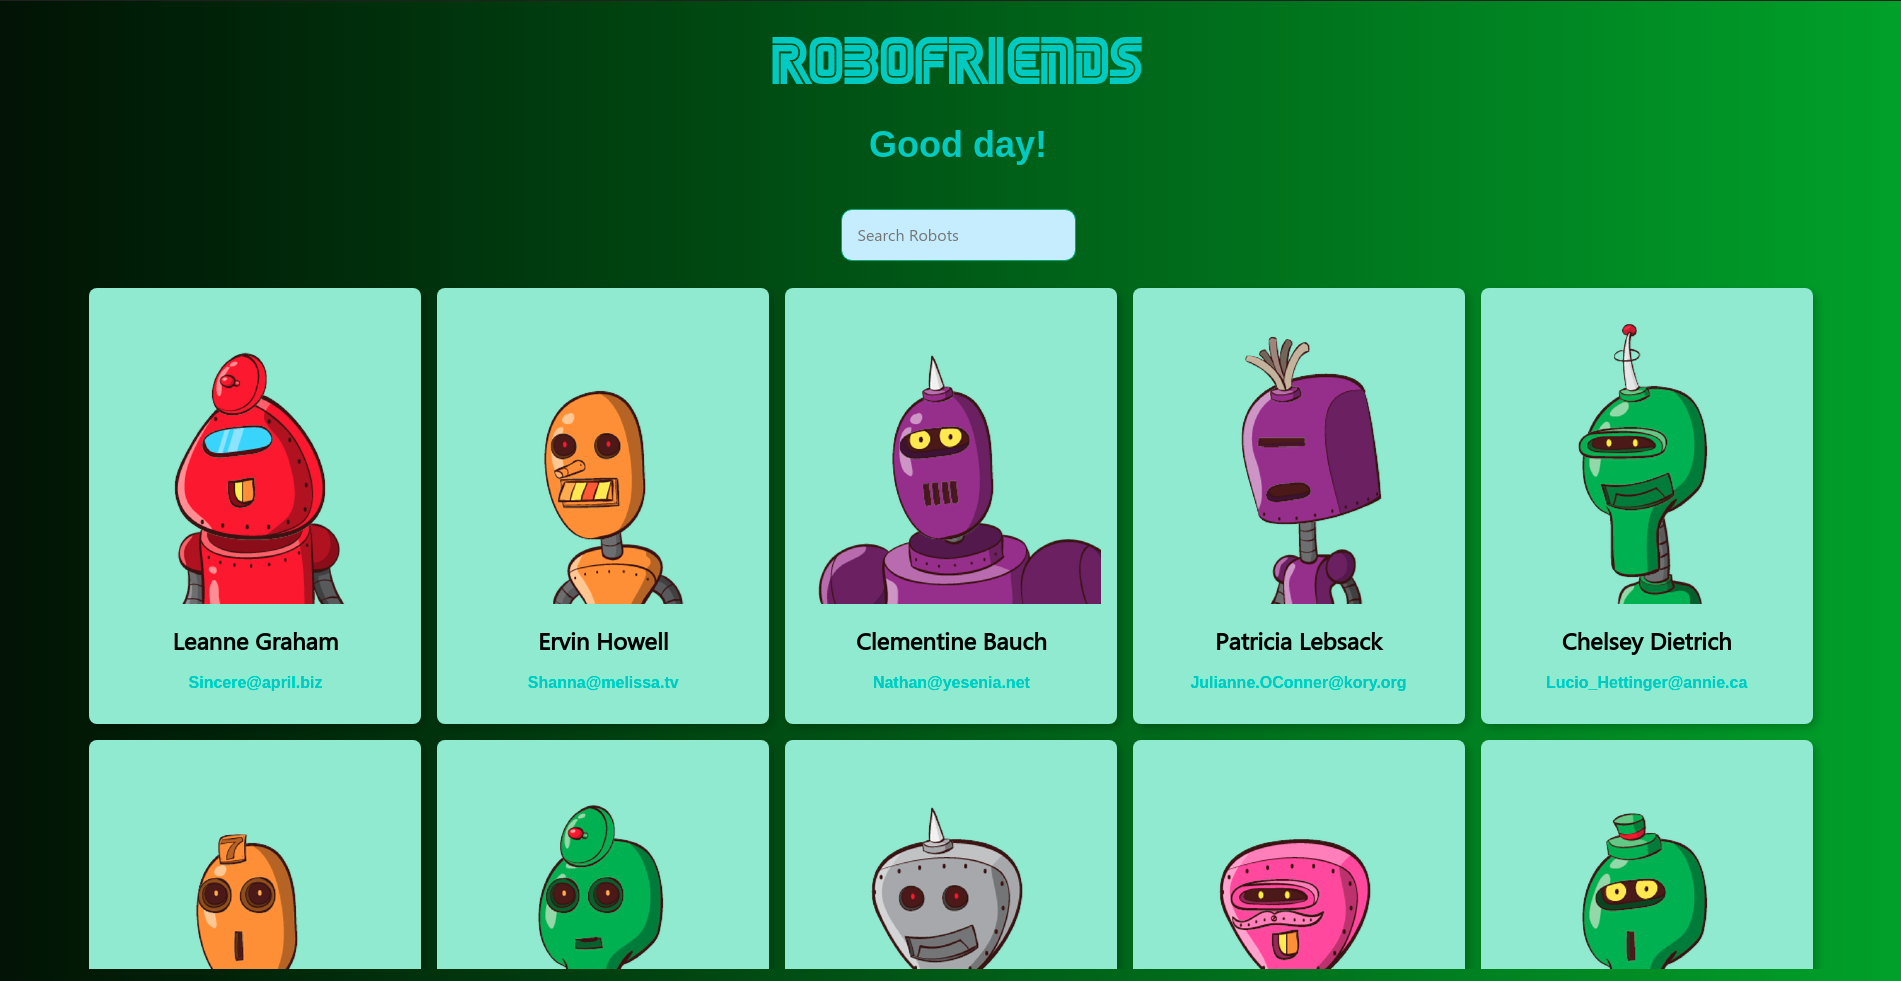 ROBOFRIENDS
Good day!
Search Robots
Leanne Graham
Ervin Howell
Clementine Bauch
Patricia Lebsack
Chelsey Dietrich
Sincere@april.biz
Shanna@melissa.tv
Nathan@yesenia.net
Julianne.OConner@kory.org
Lucio_Hettinger@annie.ca
7